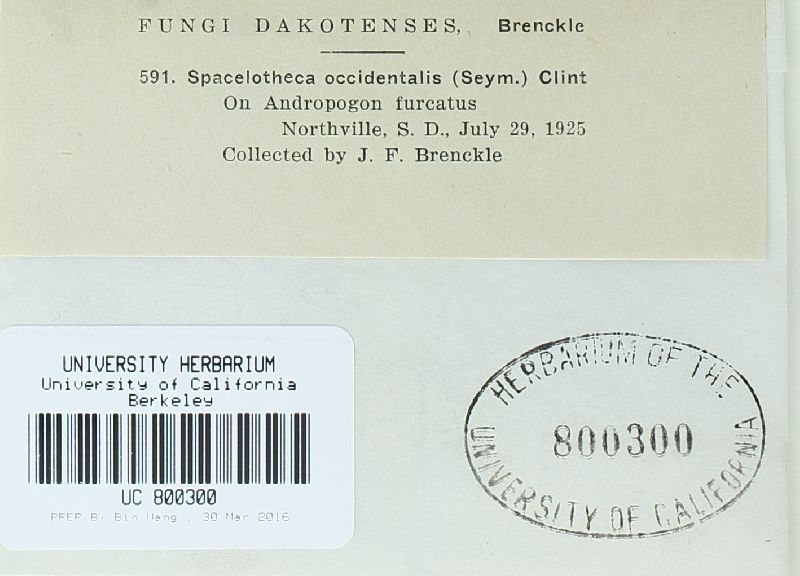 FUNGI DAKOTENSES, Brenckle
591. Spacelotheca occidentalis (Seym.) Clint
On Andropogon furcatus
Northville, S. D., July 29, 1925
Collected by J. F. Brenckle
UNIVERSITY HERBARIUM
University of California
Berkeley
UC 800300
PREP BY Bin Wang , 30 Mar 2016
HERBARIUM OF THE
800300
UNIVERSITY OF CALIFORNIA